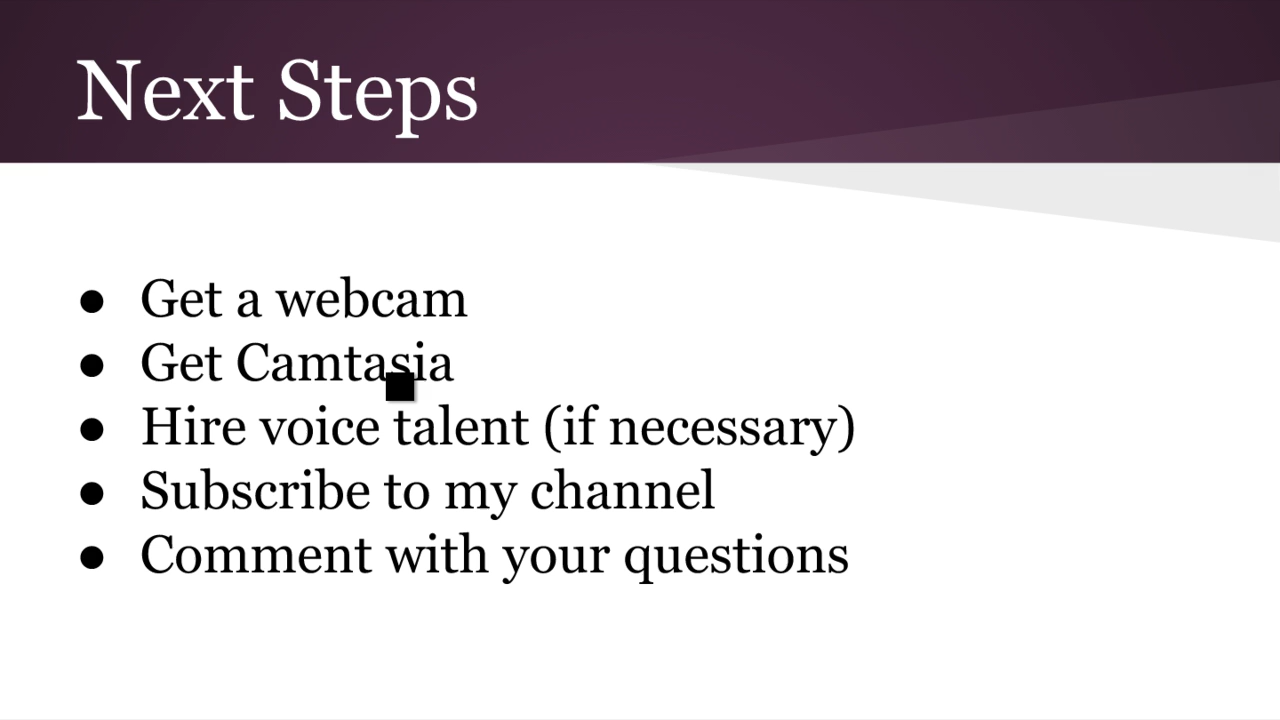 Next Steps
● Get a webcam
● Get Camtasia
● Hire voice talent (if necessary)
● Subscribe to my channel
● Comment with your questions